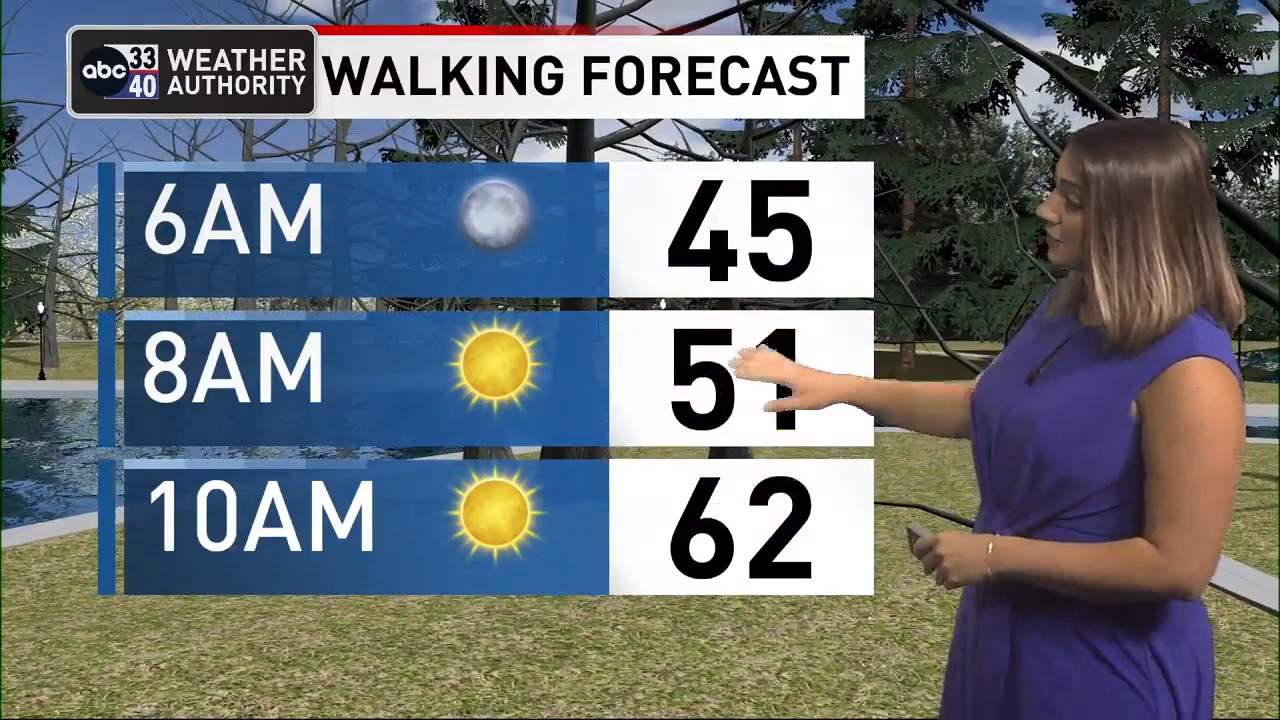 abc 33
40
WEATHER
AUTHORITY
WALKING FORECAST
6AM 45
8AM 51
10AM 62